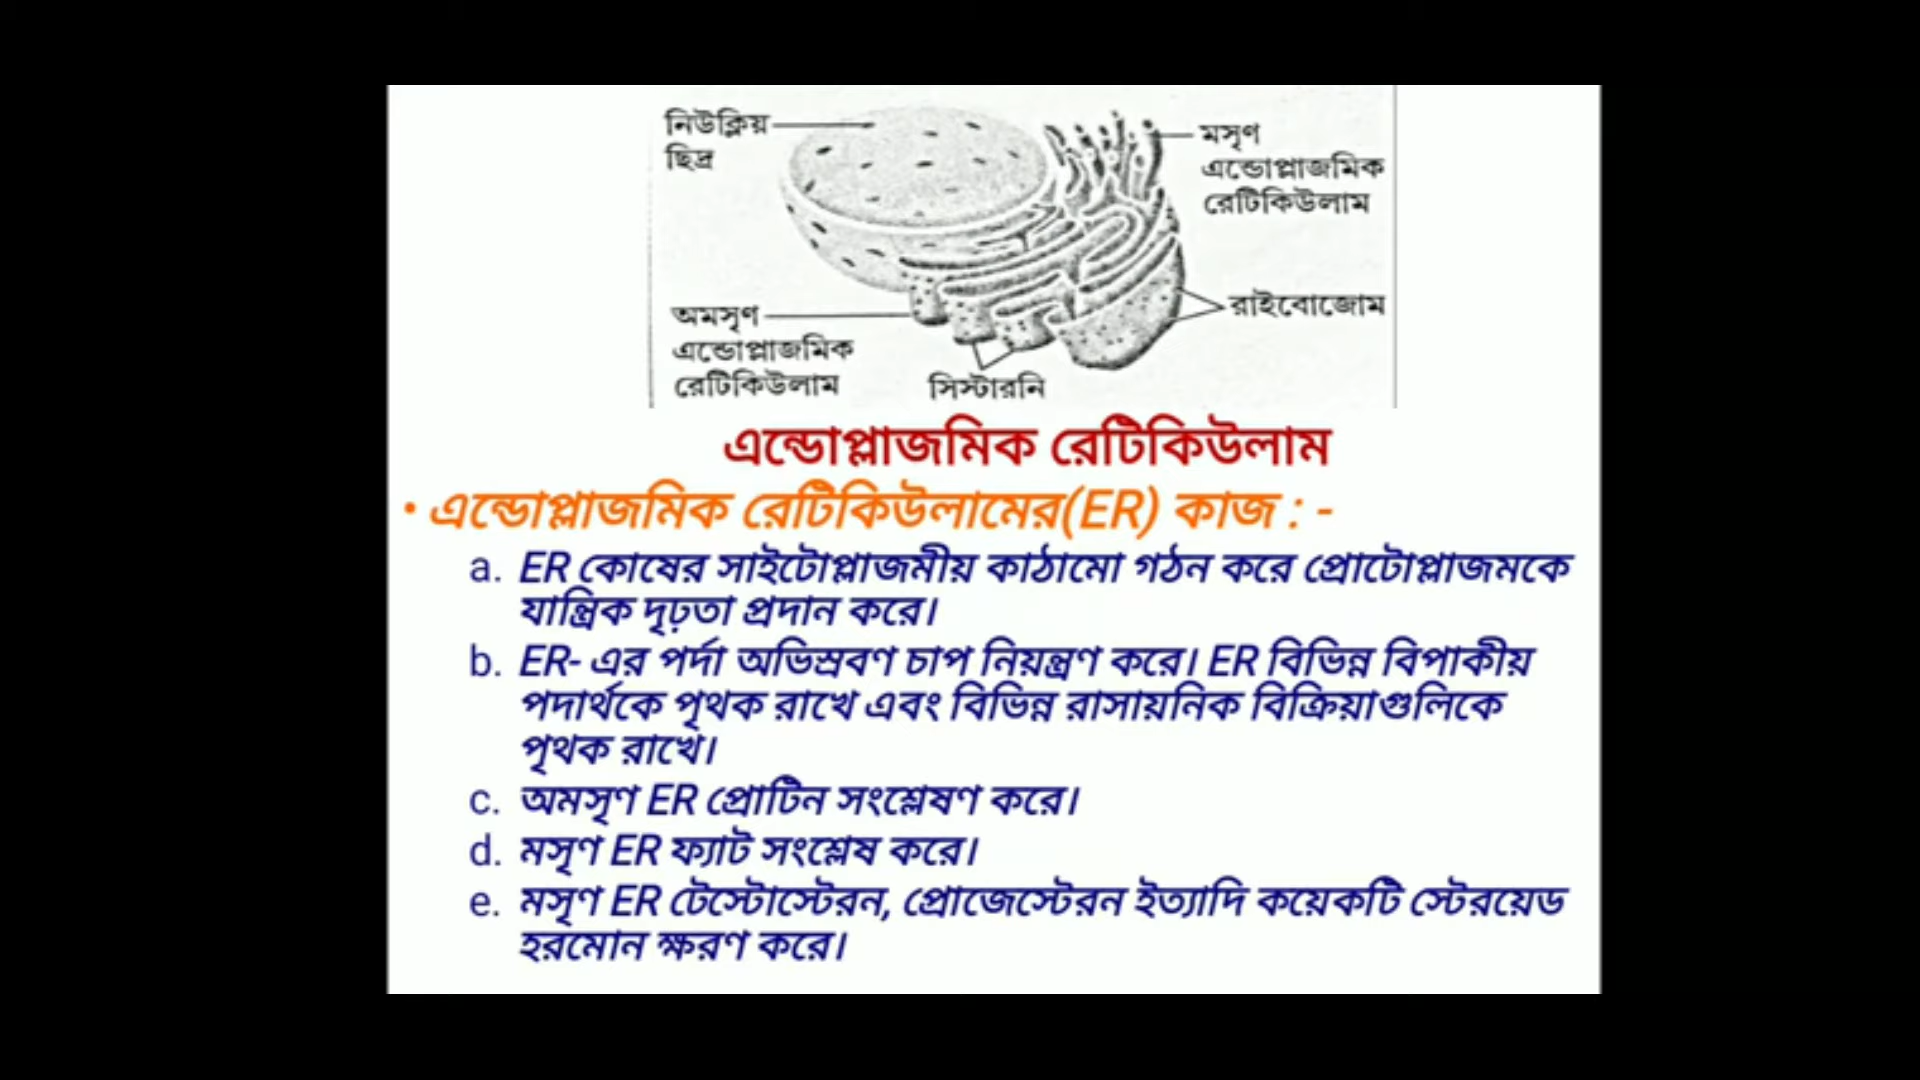 নিউক্লিয়
ছিদ্র
মসৃণ
এন্ডোপ্লাজমিক
রেটিকিউলাম
রাইবোজোম
অমসৃণ
এন্ডোপ্লাজমিক
রেটিকিউলাম
সিস্টারনি
এন্ডোপ্লাজমিক রেটিকিউলাম
• এন্ডোপ্লাজমিক রেটিকিউলামের(ER) কাজ : -
a. ER কোষের সাইটোপ্লাজমীয় কাঠামো গঠন করে প্রোটোপ্লাজমকে
যান্ত্রিক দৃঢ়তা প্রদান করে।
b. ER- এর পর্দা অভিস্রবণ চাপ নিয়ন্ত্রণ করে। ER বিভিন্ন বিপাকীয়
পদার্থকে পৃথক রাখে এবং বিভিন্ন রাসায়নিক বিক্রিয়াগুলিকে
পৃথক রাখে।
c. অমসৃণ ER প্রোটিন সংশ্লেষণ করে।
d. মসৃণ ER ফ্যাট সংশ্লেষ করে।
e. মসৃণ ER টেস্টোস্টেরন, প্রোজেস্টেরন ইত্যাদি কয়েকটি স্টেরয়েড
হরমোন ক্ষরণ করে।